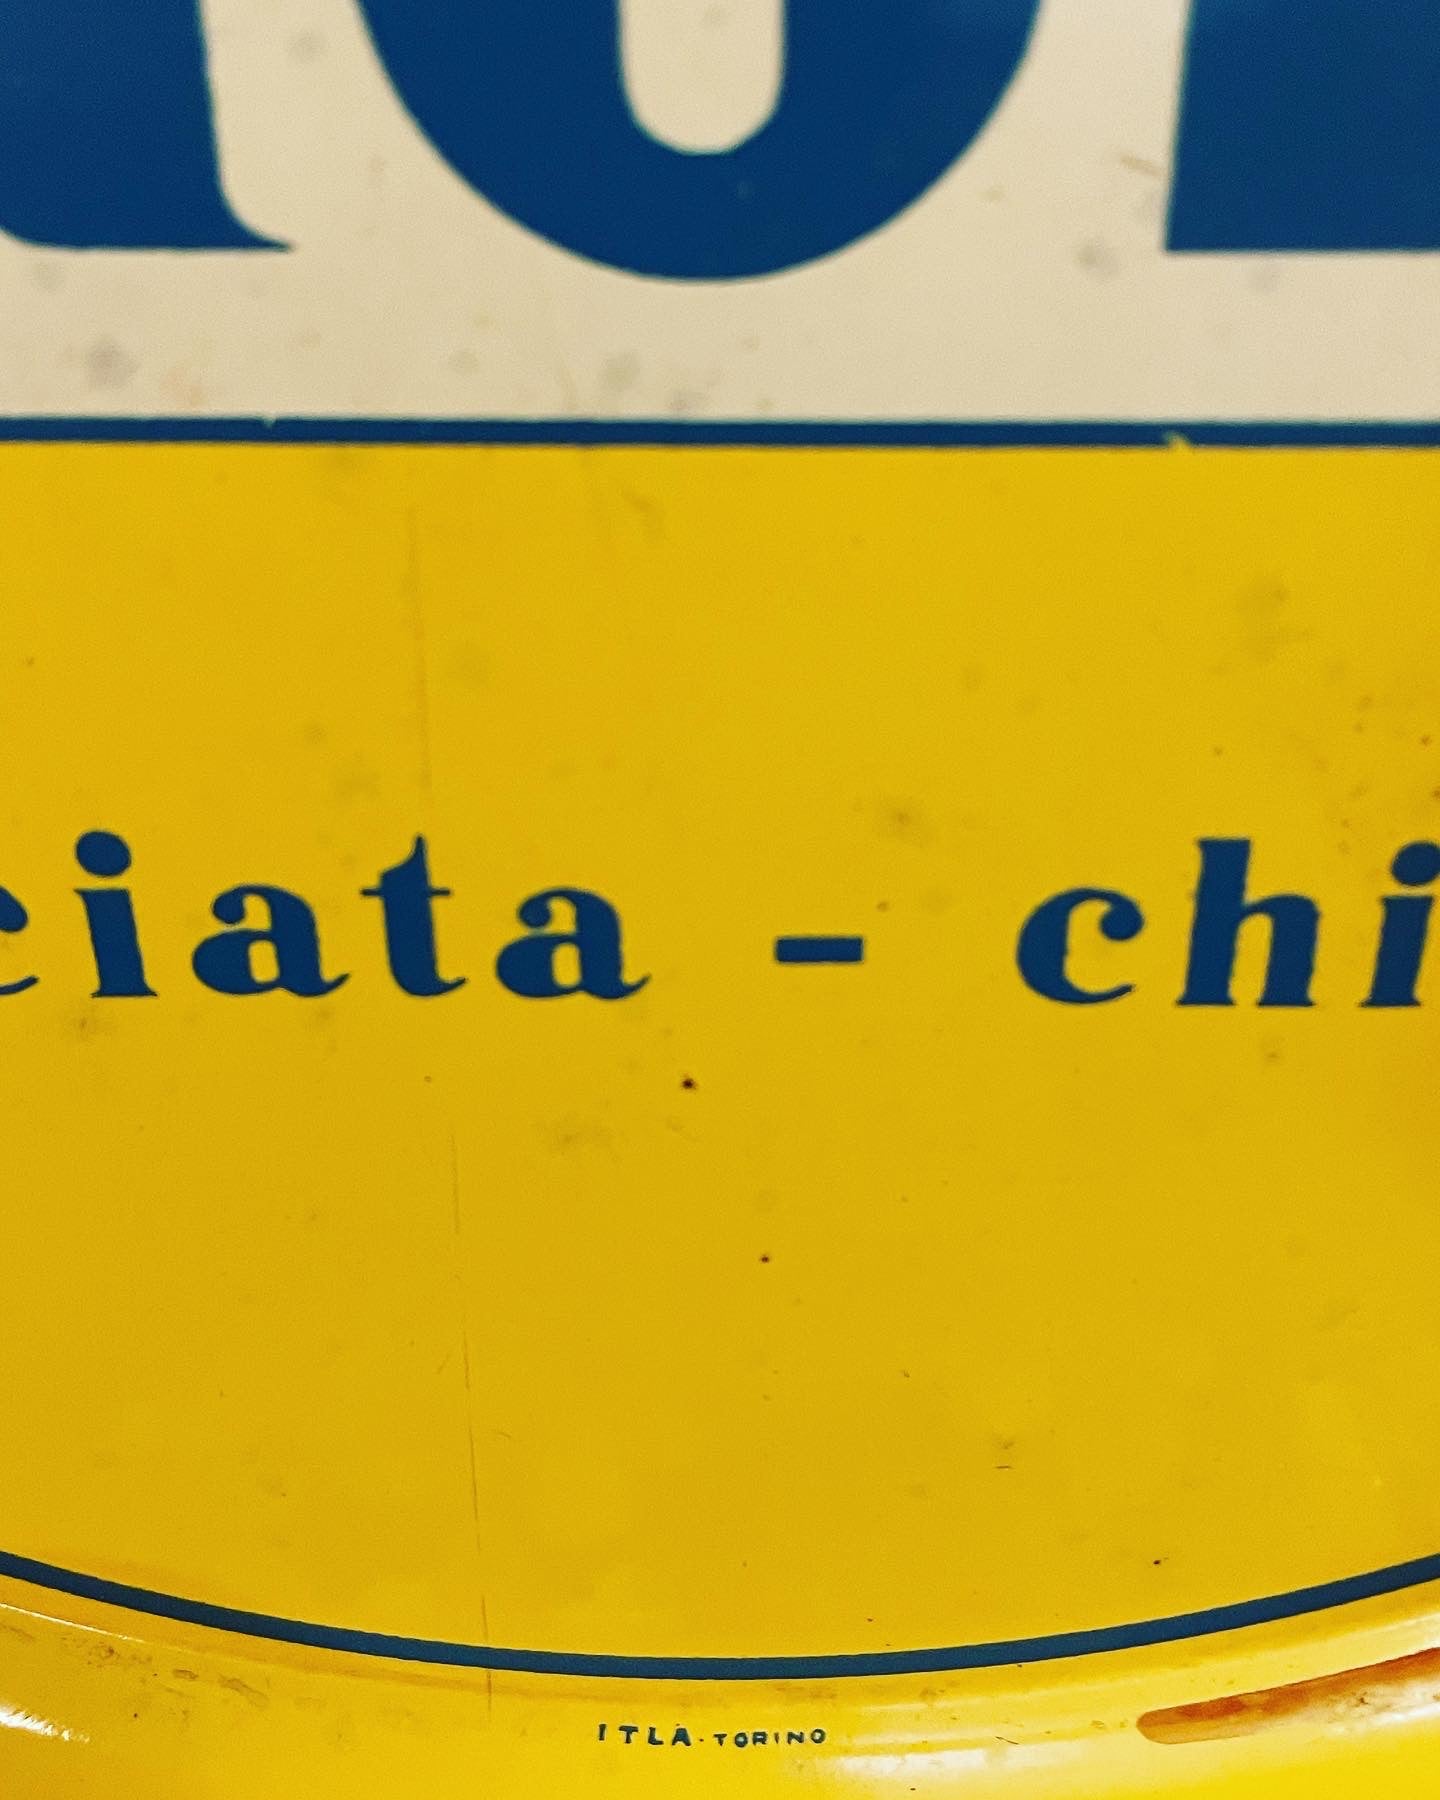 ciata - chi
ITLA·TORINO